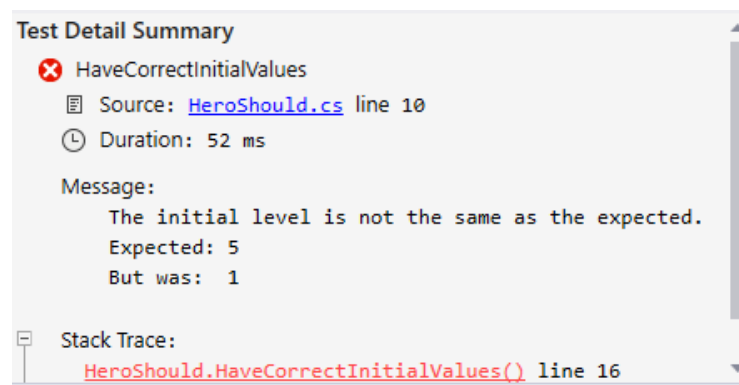 Test Detail Summary
HaveCorrectInitialValues
Source: HeroShould.cs line 10
Duration: 52 ms
Message:
The initial level is not the same as the expected.
Expected: 5
But was: 1
Stack Trace:
HeroShould.HaveCorrectInitialValues() line 16